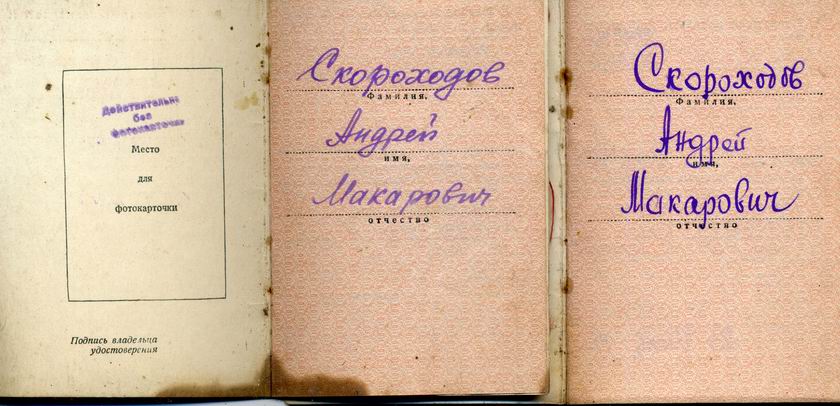 Действительно
без
фотокарточки
Место
для
фотокарточки
Подпись владельца
удостоверения
Скороходов
Фамилия,
Андрей
имя,
Макарович
отчество
Скороходов
Фамилия,
Андрей
имя,
Макарович
отчество